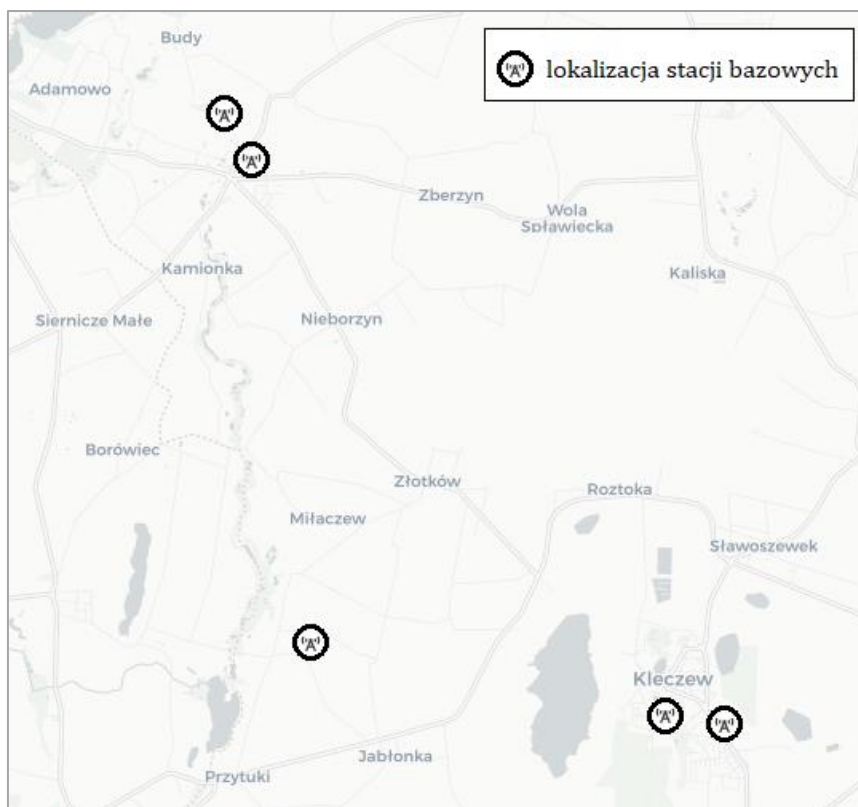 Budy
lokalizacja stacji bazowych
Adamowo
Zberzyn
Wola
Spławiecka
Kamionka
Kaliska
Siernicze Małe
Nieborzyn
Borówiec
Złotków
Roztoka
Miłaczew
Sławoszewek
Kleczew
Jabłonka
Przytuki